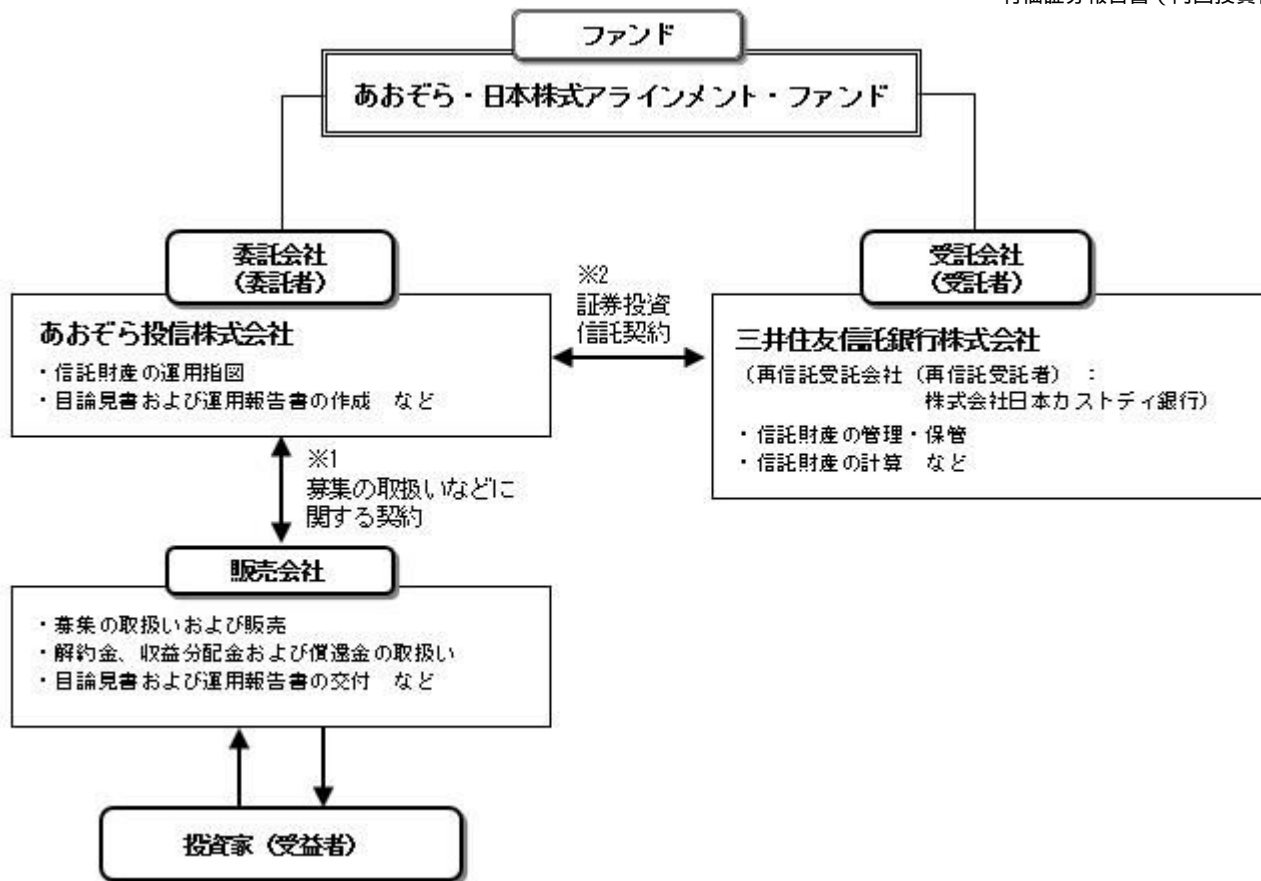 ファンド
あおぞら・日本株式アラインメント・ファンド
委託会社
(委託者)
あおぞら投信株式会社
・信託財産の運用指図
・目論見書および運用報告書の作成 など
※2
証券投資
信託契約
受託会社
(受託者)
三井住友信託銀行株式会社
(再信託受託会社(再信託受託者) :
株式会社日本カストディ銀行)
・信託財産の管理・保管
・信託財産の計算 など
※1
募集の取扱いなどに
関する契約
販売会社
・募集の取扱いおよび販売
・解約金、収益分配金および償還金の取扱い
・目論見書および運用報告書の交付 など
投資家(受益者)